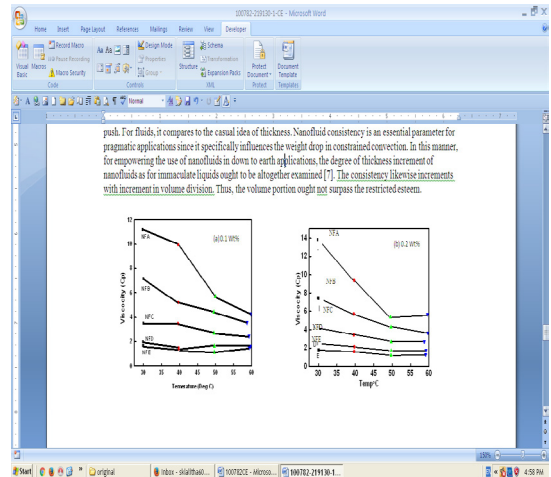 100782-219130-1-CE - Microsoft Word
Home Insert Page Layout References Mailings Review View Developer
Visual Basic
Macros
Record Macro
Pause Recording
Macro Security
Code
Design Mode
Properties
Group
Controls
Structure
Schema
Transformation
Expansion Packs
XML
Protect Document
Protect
Document Template
Templates
Normal
push. For fluids, it compares to the casual idea of thickness. Nanofluid consistency is an essential parameter for
pragmatic applications since it specifically influences the weight drop in constrained convection. In this manner,
for empowering the use of nanofluids in down to earth applications, the degree of thickness increment of
nanofluids as for immaculate liquids ought to be altogether examined [7]. The consistency likewise increments
with increment in volume division. Thus, the volume portion ought not surpass the restricted esteem.
12
10
8
6
4
2
0
Viscocity (Cp)
(a) 0.1 Wt%
NFA
NFB
NFC
NFD
NFE
30 35 40 45 50 55 60
Temerature (Deg C)
14
12
10
8
6
4
2
0
Viscocity (Cp)
(b) 0.2 Wt%
NFA
NFB
NFC
NFD
NFE
E
30 35 40 45 50 55 60
Temp°C
150%
Start
original
Inbox - sklalitha60...
100782CE - Microso...
100782-219130-1...
4:58 PM